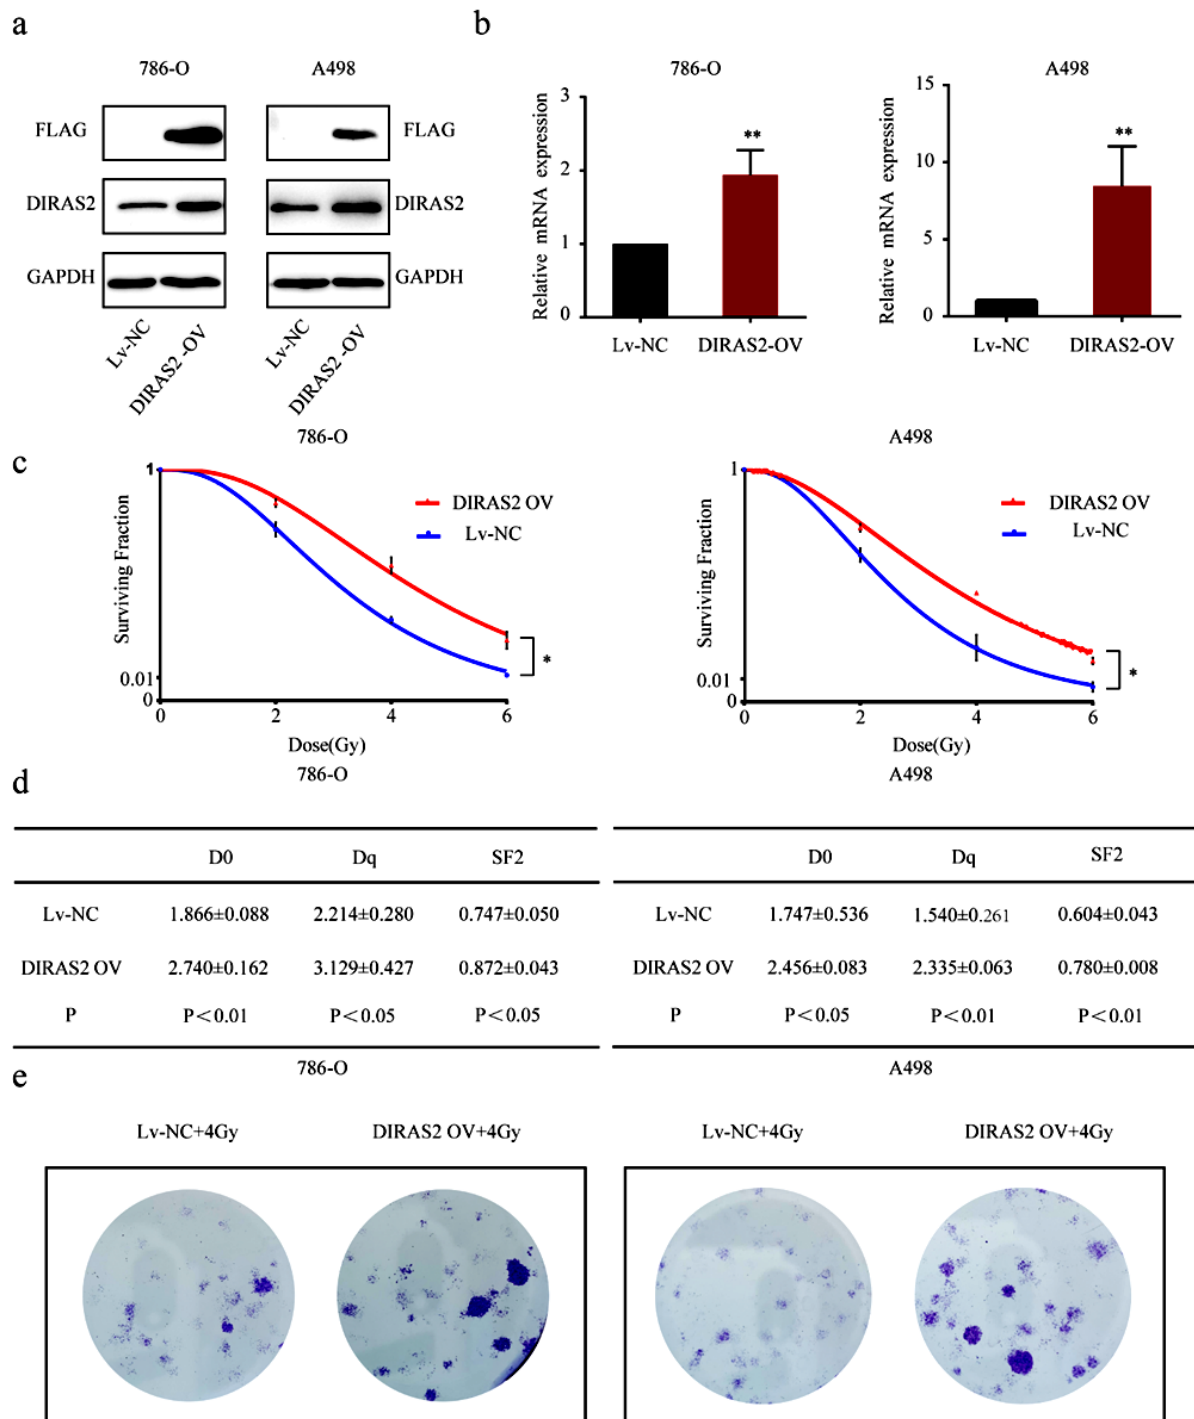 a
786-O
A498
FLAG
FLAG
DIRAS2
DIRAS2
GAPDH
GAPDH
Lv-NC
DIRAS2 -OV
Lv-NC
DIRAS2 -OV
b
786-O
Relative mRNA expression
3
2
1
0
**
Lv-NC
DIRAS2-OV
A498
Relative mRNA expression
15
10
5
0
**
Lv-NC
DIRAS2-OV
c
786-O
Surviving Fraction
1
0.01
0
0
2
4
6
Dose(Gy)
DIRAS2 OV
Lv-NC
*
A498
Surviving Fraction
1
0.01
0
0
2
4
6
Dose(Gy)
DIRAS2 OV
Lv-NC
*
d
786-O
D0 Dq SF2
Lv-NC 1.866±0.088 2.214±0.280 0.747±0.050
DIRAS2 OV 2.740±0.162 3.129±0.427 0.872±0.043
P P<0.01 P<0.05 P<0.05
A498
D0 Dq SF2
Lv-NC 1.747±0.536 1.540±0.261 0.604±0.043
DIRAS2 OV 2.456±0.083 2.335±0.063 0.780±0.008
P P<0.05 P<0.01 P<0.01
e
786-O
Lv-NC+4Gy
DIRAS2 OV+4Gy
A498
Lv-NC+4Gy
DIRAS2 OV+4Gy